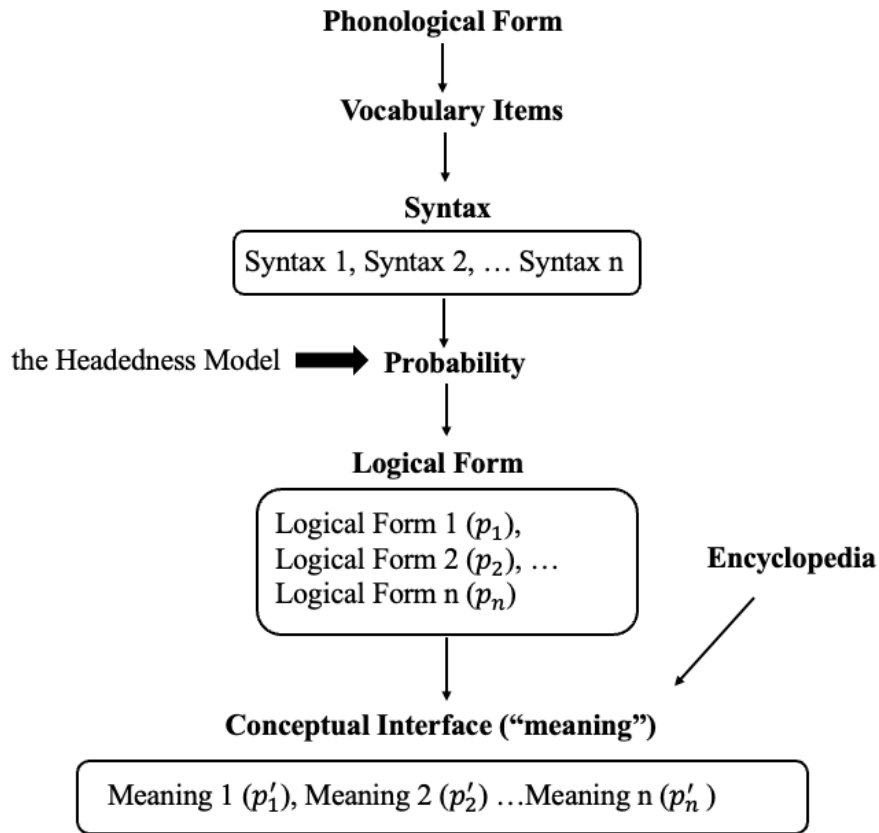 Phonological Form
Vocabulary Items
Syntax
Syntax 1, Syntax 2, … Syntax n
the Headedness Model
Probability
Logical Form
Logical Form 1 (p₁),
Logical Form 2 (p₂), …
Logical Form n (pₙ)
Encyclopedia
Conceptual Interface (“meaning”)
Meaning 1 (p′₁), Meaning 2 (p′₂) …Meaning n (p′ₙ )